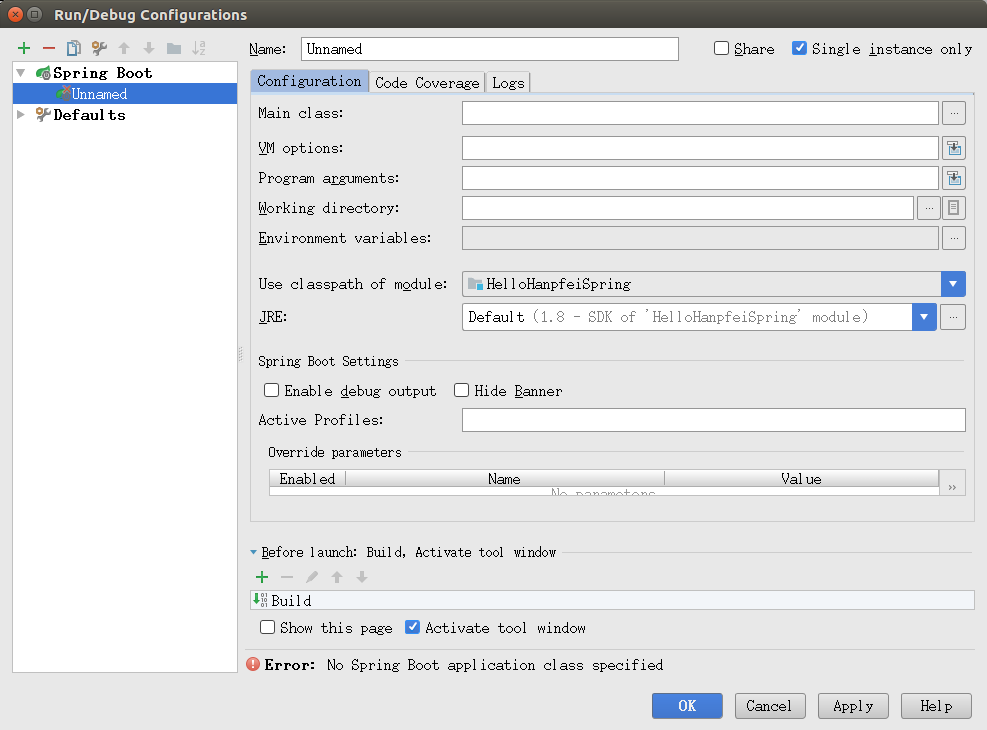 Run/Debug Configurations
Name: Unnamed
Share
Single instance only
Spring Boot
Unnamed
Defaults
Configuration
Code Coverage
Logs
Main class:
VM options:
Program arguments:
Working directory:
Environment variables:
Use classpath of module: HelloHanpfeiSpring
JRE: Default (1.8 - SDK of 'HelloHanpfeiSpring' module)
Spring Boot Settings
Enable debug output
Hide Banner
Active Profiles:
Override parameters
Enabled Name Value
No parameters
Before launch: Build, Activate tool window
Build
Show this page
Activate tool window
Error: No Spring Boot application class specified
OK
Cancel
Apply
Help